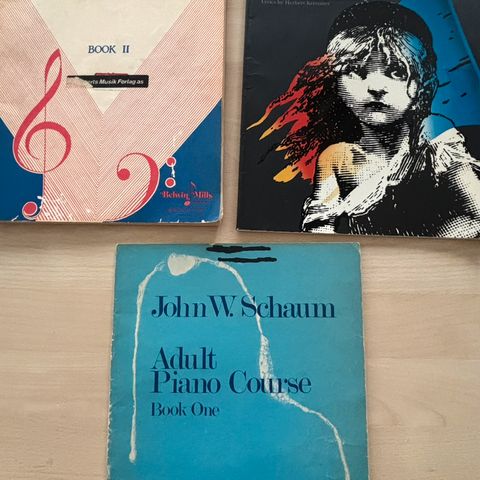 BOOK II
Musik Forlag as
Belwin Mills
Lyrics by Herbert Kretzmer
John W. Schaum
Adult
Piano Course
Book One